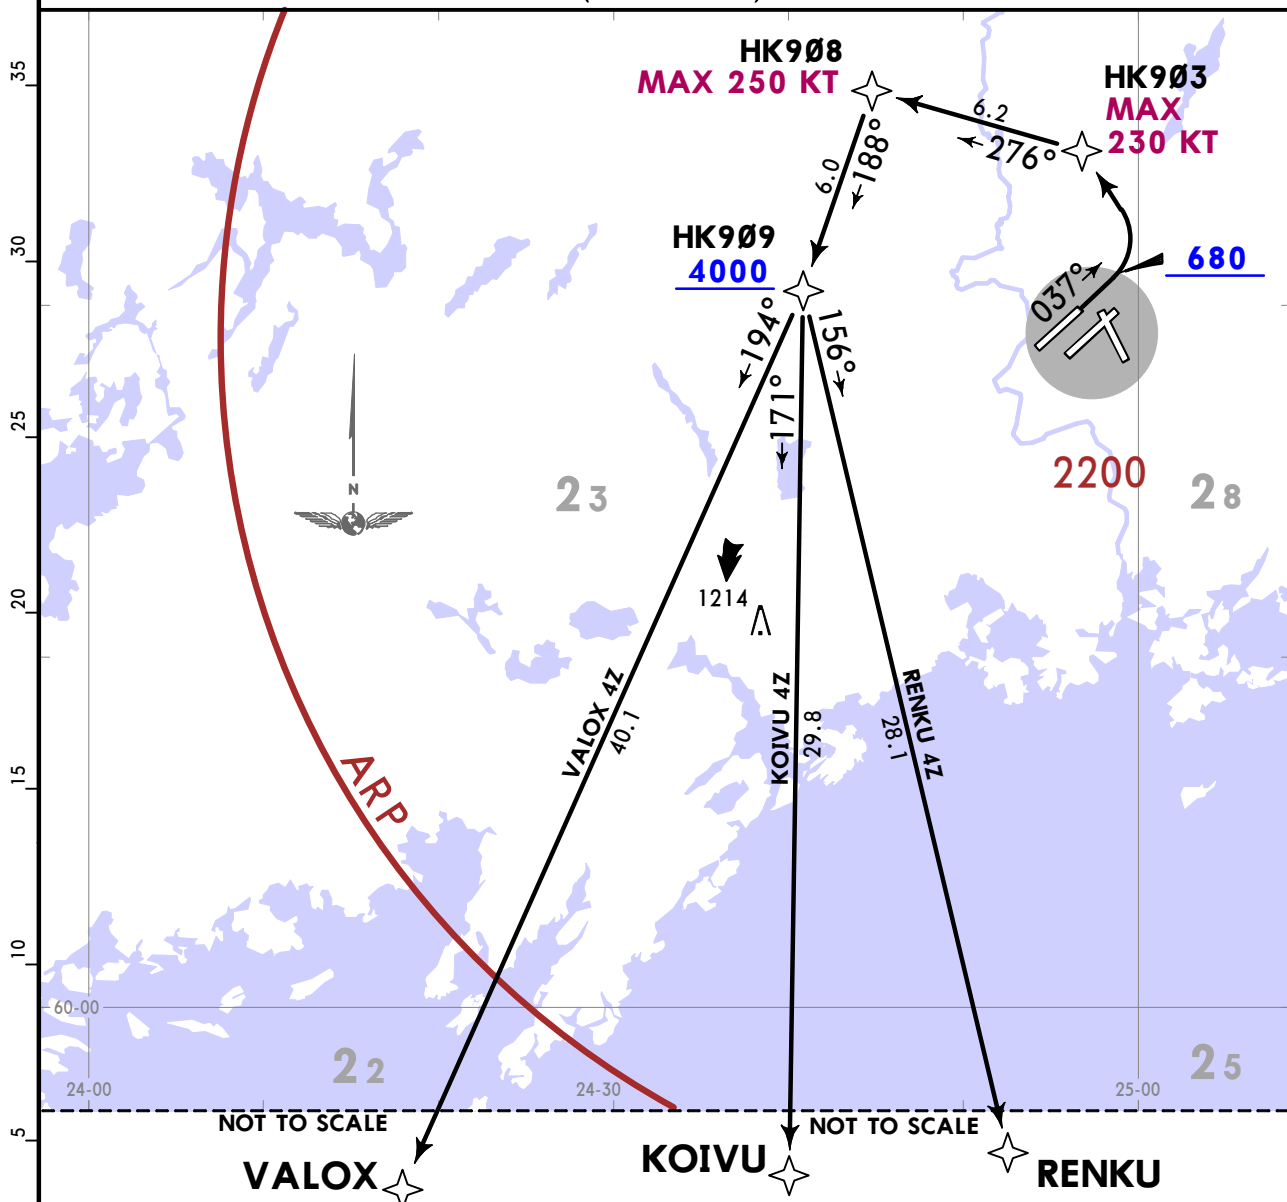 35
HK9Ø8
MAX 250 KT
HK9Ø3
MAX
230 KT
6.2
276°
188°
6.0
30
HK9Ø9
4000
680
037°
194°
156°
171°
25
2200
23
28
N
20
1214
VALOX 4Z
40.1
KOIVU 4Z
29.8
RENKU 4Z
28.1
15
ARP
10
60-00
22
25
24-00
24-30
25-00
NOT TO SCALE
NOT TO SCALE
5
VALOX
KOIVU
RENKU